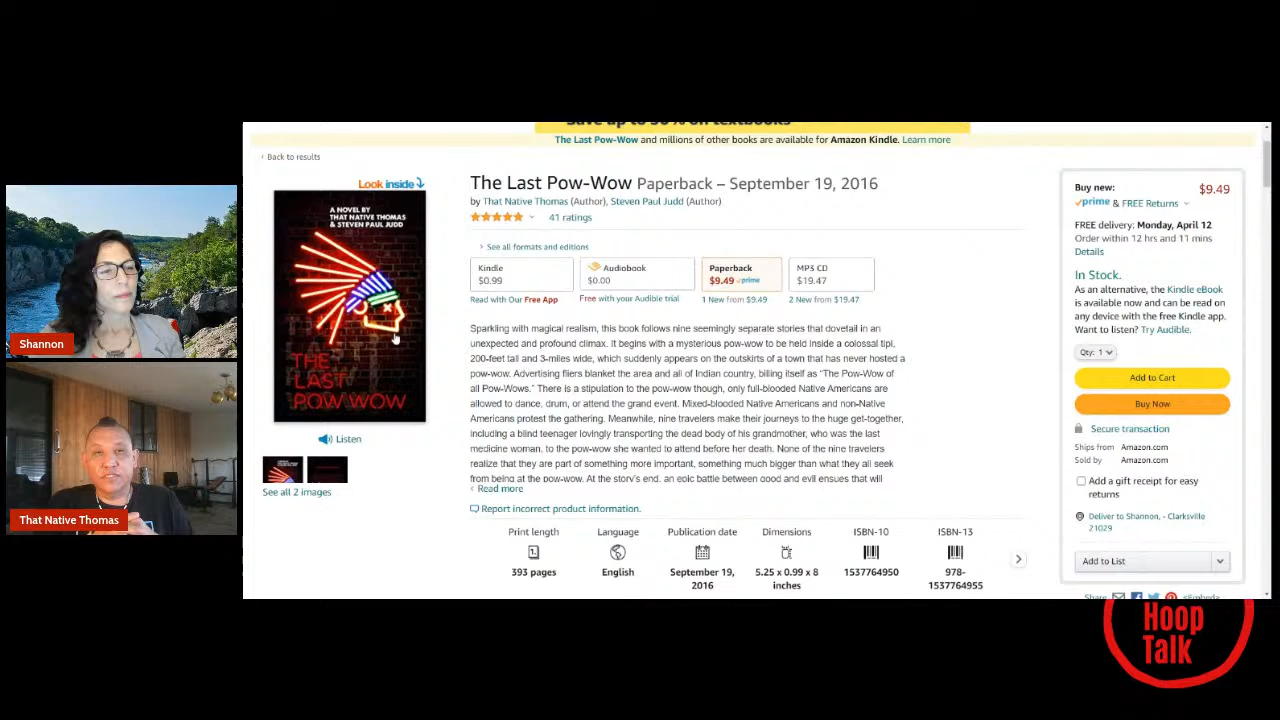 Save up to 90% on textbooks
The Last Pow-Wow and millions of other books are available for Amazon Kindle. Learn more
‹ Back to results
Look inside
A NOVEL BY
THAT NATIVE THOMAS
& STEVEN PAUL JUDD
THE
LAST
POW WOW
Listen
See all 2 images
The Last Pow-Wow Paperback – September 19, 2016
by That Native Thomas (Author), Steven Paul Judd (Author)
41 ratings
› See all formats and editions
Kindle
$0.99
Audiobook
$0.00
Paperback
$9.49 prime
MP3 CD
$19.47
Read with Our Free App
Free with your Audible trial
1 New from $9.49
2 New from $19.47
Sparkling with magical realism, this book follows nine seemingly separate stories that dovetail in an
unexpected and profound climax. It begins with a mysterious pow-wow to be held inside a colossal tipi,
200-feet tall and 3-miles wide, which suddenly appears on the outskirts of a town that has never hosted a
pow-wow. Advertising fliers blanket the area and all of Indian country, billing itself as “The Pow-Wow of
all Pow-Wows.” There is a stipulation to the pow-wow though, only full-blooded Native Americans are
allowed to dance, drum, or attend the grand event. Mixed-blooded Native Americans and non-Native
Americans protest the gathering. Meanwhile, nine travelers make their journeys to the huge get-together,
including a blind teenager lovingly transporting the dead body of his grandmother, who was the last
medicine woman, to the pow-wow she wanted to attend before her death. None of the nine travelers
realize that they are part of something more important, something much bigger than what they all seek
from being at the pow-wow. At the story's end, an epic battle between good and evil ensues that will
‹ Read more
Report incorrect product information.
Print length
393 pages
Language
English
Publication date
September 19,
2016
Dimensions
5.25 x 0.99 x 8
inches
ISBN-10
1537764950
ISBN-13
978-
1537764955
Buy new: $9.49
prime & FREE Returns
FREE delivery: Monday, April 12
Order within 12 hrs and 11 mins
Details
In Stock.
As an alternative, the Kindle eBook
is available now and can be read on
any device with the free Kindle app.
Want to listen? Try Audible.
Qty: 1
Add to Cart
Buy Now
Secure transaction
Ships from Amazon.com
Sold by Amazon.com
Add a gift receipt for easy
returns
Deliver to Shannon, - Clarksville
21029
Add to List
Share <Embed>
Shannon
That Native Thomas
Hoop
Talk